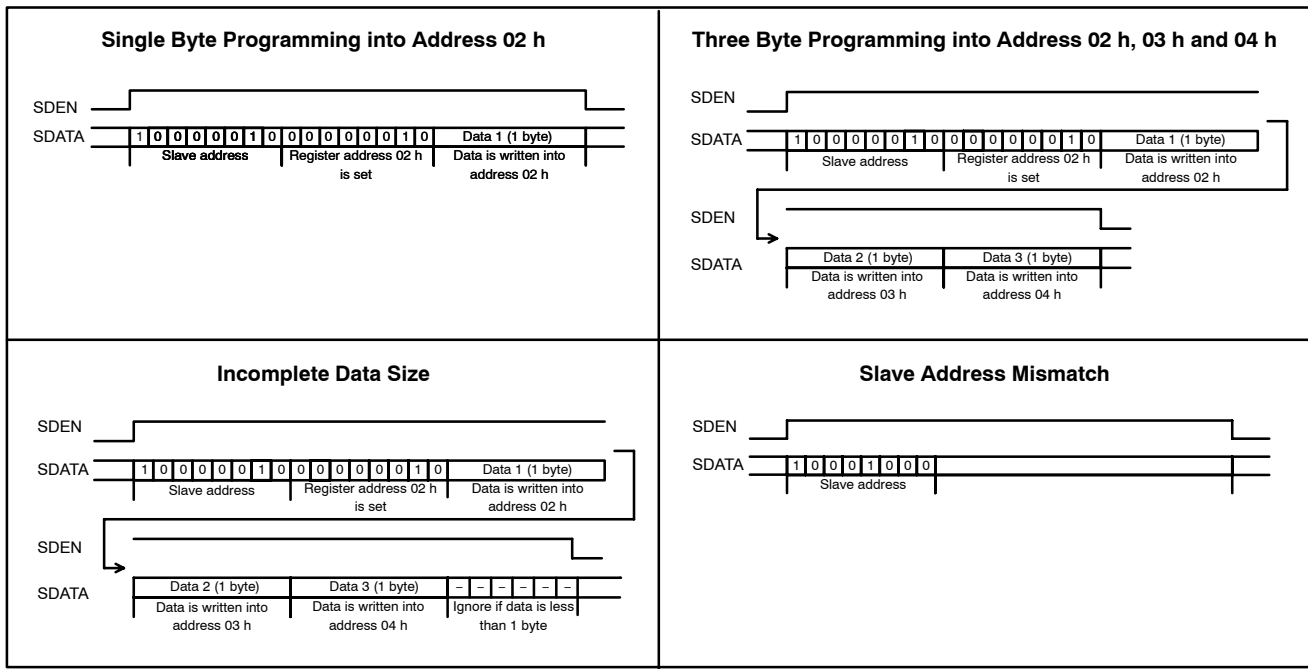 Single Byte Programming into Address 02 h
SDEN
SDATA 1 0 0 0 0 0 1 0 0 0 0 0 0 0 1 0 Data 1 (1 byte)
Slave address Register address 02 h Data is written into
is set address 02 h
Three Byte Programming into Address 02 h, 03 h and 04 h
SDEN
SDATA 1 0 0 0 0 0 1 0 0 0 0 0 0 0 1 0 Data 1 (1 byte)
Slave address Register address 02 h Data is written into
is set address 02 h
SDEN
SDATA Data 2 (1 byte) Data 3 (1 byte)
Data is written into Data is written into
address 03 h address 04 h
Incomplete Data Size
SDEN
SDATA 1 0 0 0 0 0 1 0 0 0 0 0 0 0 1 0 Data 1 (1 byte)
Slave address Register address 02 h Data is written into
is set address 02 h
SDEN
SDATA Data 2 (1 byte) Data 3 (1 byte) – – – – – –
Data is written into Data is written into Ignore if data is less
address 03 h address 04 h than 1 byte
Slave Address Mismatch
SDEN
SDATA 1 0 0 0 1 0 0 0
Slave address